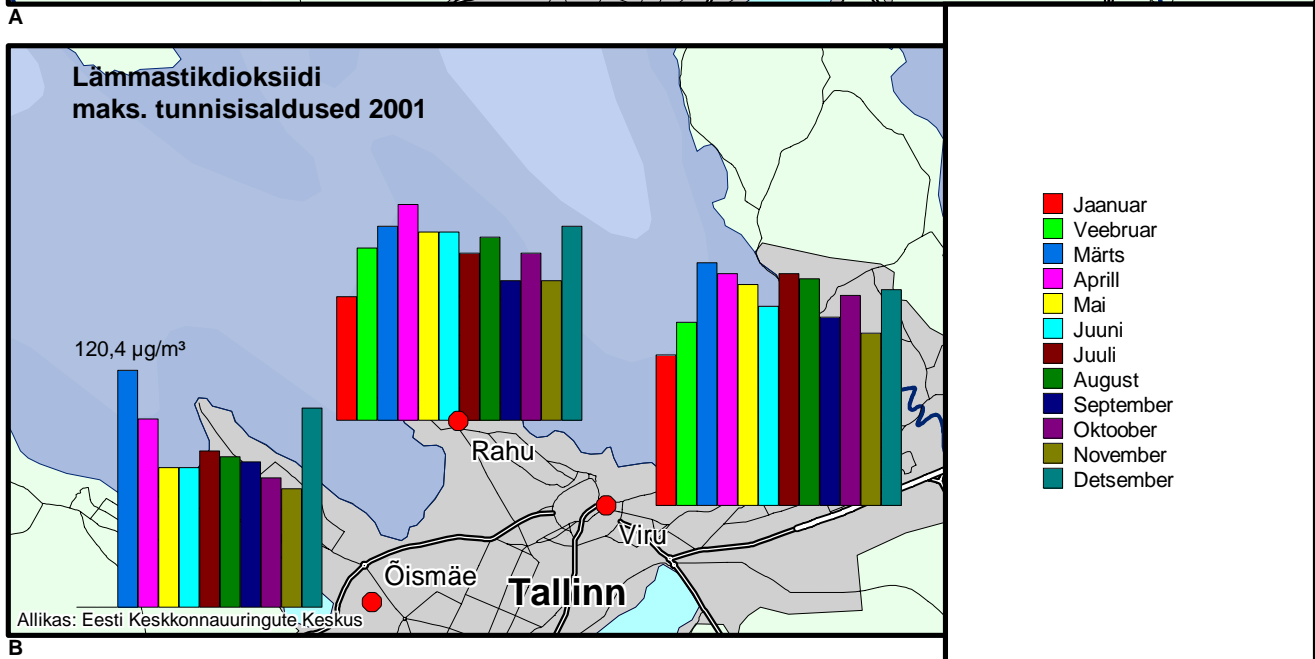 A
Lämmastikdioksiidi
maks. tunnisisaldused 2001
120,4 µg/m³
Rahu
Viru
Õismäe
Tallinn
Allikas: Eesti Keskkonnauuringute Keskus
B
Jaanuar
Veebruar
Märts
Aprill
Mai
Juuni
Juuli
August
September
Oktoober
November
Detsember